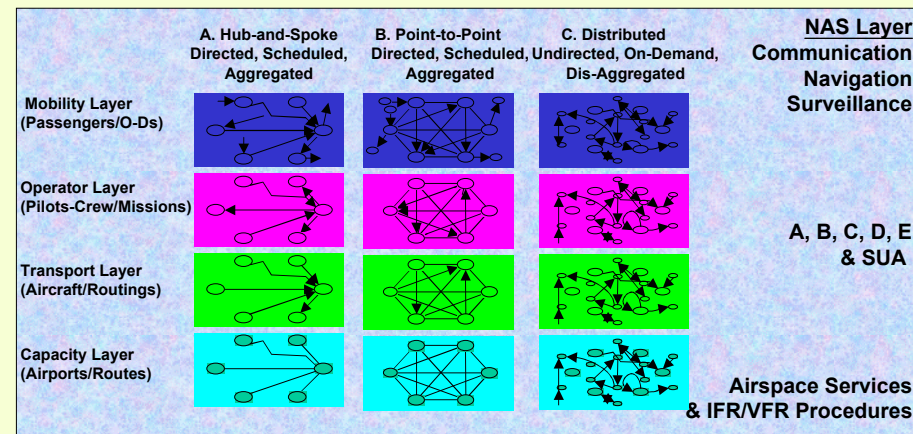 A. Hub-and-Spoke
Directed, Scheduled,
Aggregated
B. Point-to-Point
Directed, Scheduled,
Aggregated
C. Distributed
Undirected, On-Demand,
Dis-Aggregated
NAS Layer
Communication
Navigation
Surveillance
Mobility Layer
(Passengers/O-Ds)
Operator Layer
(Pilots-Crew/Missions)
A, B, C, D, E
& SUA
Transport Layer
(Aircraft/Routings)
Capacity Layer
(Airports/Routes)
Airspace Services
& IFR/VFR Procedures